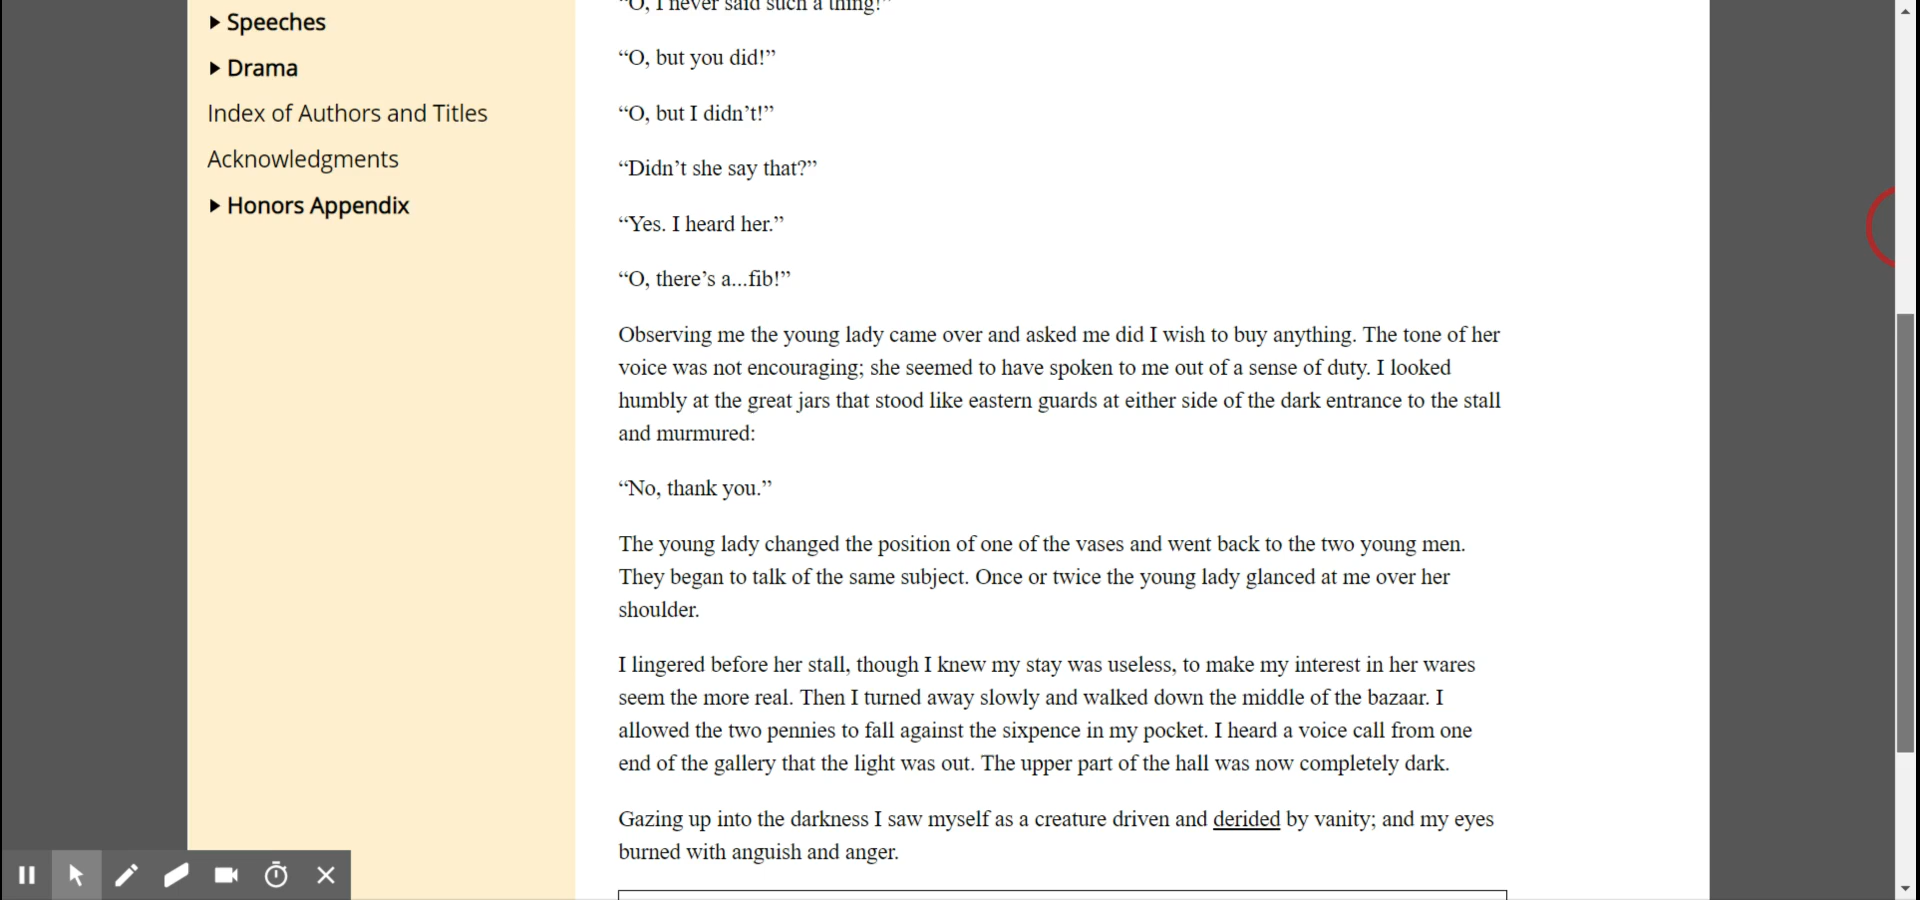 Speeches
Drama
Index of Authors and Titles
Acknowledgments
Honors Appendix
“O, I never said such a thing!”
“O, but you did!”
“O, but I didn’t!”
“Didn’t she say that?”
“Yes. I heard her.”
“O, there’s a...fib!”
Observing me the young lady came over and asked me did I wish to buy anything. The tone of her
voice was not encouraging; she seemed to have spoken to me out of a sense of duty. I looked
humbly at the great jars that stood like eastern guards at either side of the dark entrance to the stall
and murmured:
“No, thank you.”
The young lady changed the position of one of the vases and went back to the two young men.
They began to talk of the same subject. Once or twice the young lady glanced at me over her
shoulder.
I lingered before her stall, though I knew my stay was useless, to make my interest in her wares
seem the more real. Then I turned away slowly and walked down the middle of the bazaar. I
allowed the two pennies to fall against the sixpence in my pocket. I heard a voice call from one
end of the gallery that the light was out. The upper part of the hall was now completely dark.
Gazing up into the darkness I saw myself as a creature driven and derided by vanity; and my eyes
burned with anguish and anger.